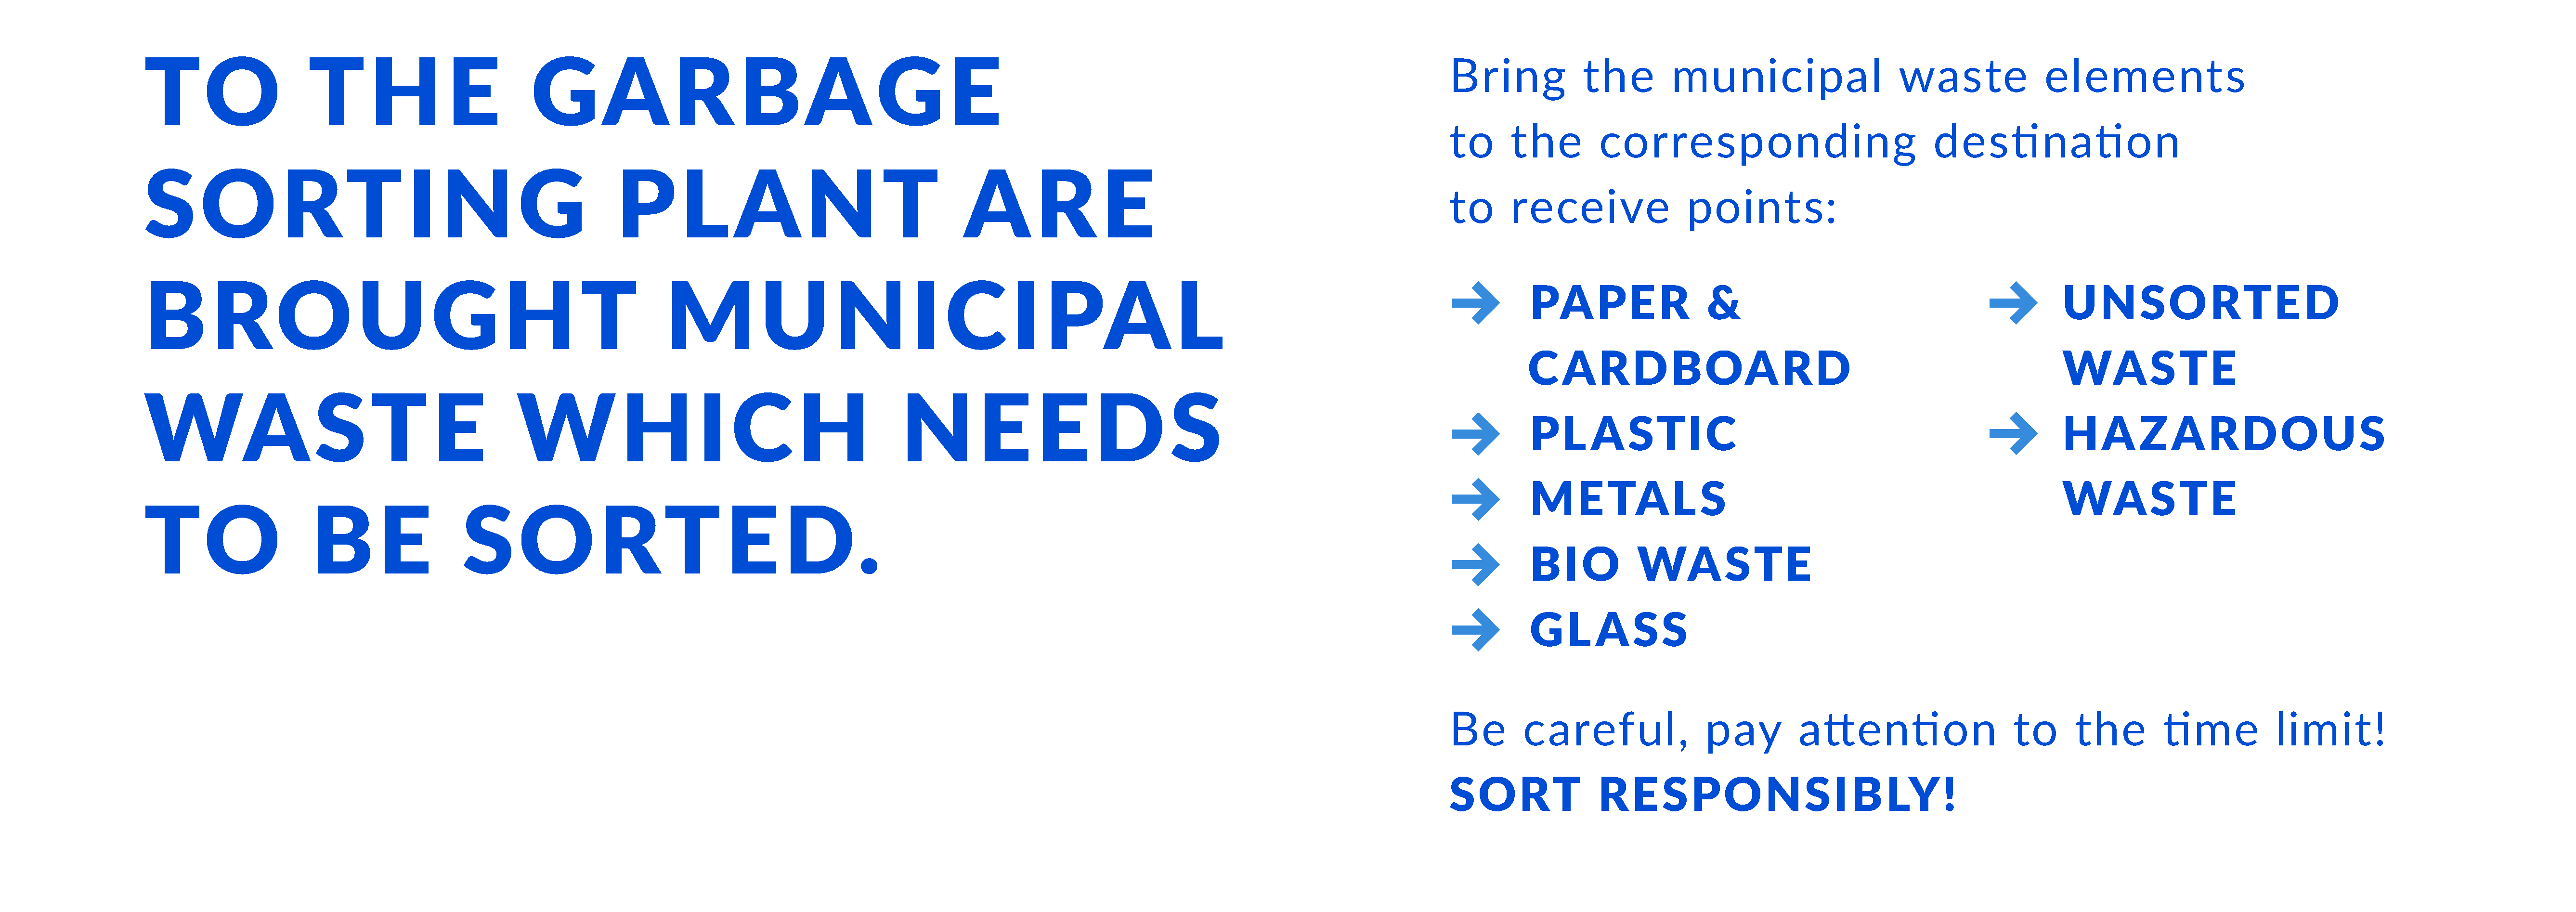 TO THE GARBAGE
SORTING PLANT ARE
BROUGHT MUNICIPAL
WASTE WHICH NEEDS
TO BE SORTED.
Bring the municipal waste elements
to the corresponding destination
to receive points:
→ PAPER &
CARDBOARD
→ PLASTIC
→ METALS
→ BIO WASTE
→ GLASS
→ UNSORTED
WASTE
→ HAZARDOUS
WASTE
Be careful, pay attention to the time limit!
SORT RESPONSIBLY!